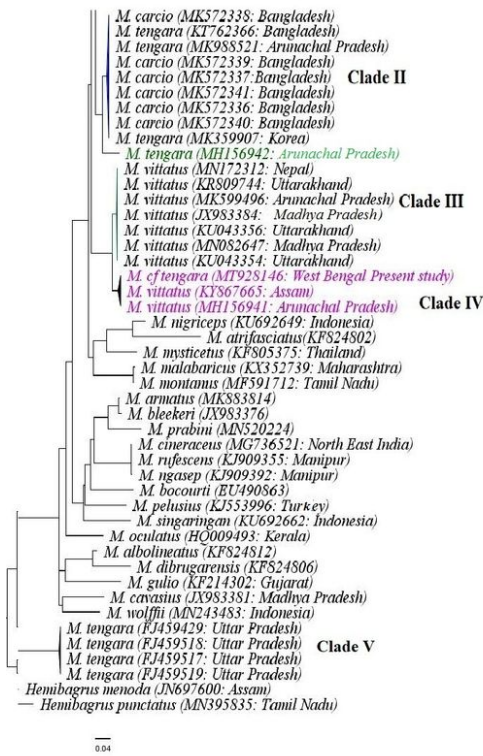 M. carcio (MK572338: Bangladesh)
M. tengara (KT762366: Bangladesh)
M. tengara (MK988521: Arunachal Pradesh)
M. carcio (MK572339: Bangladesh)
M. carcio (MK572337:Bangladesh)
Clade II
M. carcio (MK572341: Bangladesh)
M. carcio (MK572336: Bangladesh)
M. carcio (MK572340: Bangladesh)
M. tengara (MK359907: Korea)
M. tengara (MH156942: Arunachal Pradesh)
M. vittatus (MN172312: Nepal)
M. vittatus (KR809744: Uttarakhand)
M. vittatus (MK599496: Arunachal Pradesh)
Clade III
M. vittatus (JX983384: Madhya Pradesh)
M. vittatus (KU043356: Uttarakhand)
M. vittatus (MN082647: Madhya Pradesh)
M. vittatus (KU043354: Uttarakhand)
M. cf tengara (MT928146: West Bengal Present study)
M. vittatus (KY867665: Assam)
Clade IV
M. vittatus (MH156941: Arunachal Pradesh)
M. nigriceps (KU692649: Indonesia)
M. atrifasciatus(KF824802)
M. mysticetus (KF805375: Thailand)
M. malabaricus (KX352739: Maharashtra)
M. montanus (MF591712: Tamil Nadu)
M. armatus (MK883814)
M. bleekeri (JX983376)
M. prabini (MN520224)
M. cineraceus (MG736521: North East India)
M. rufescens (KJ909355: Manipur)
M. ngasep (KJ909392: Manipur)
M. bocourti (EU490863)
M. pelusius (KJ553996: Turkey)
M. singaringan (KU692662: Indonesia)
M. oculatus (HQ009493: Kerala)
M. albolineatus (KF824812)
M. dibrugarensis (KF824806)
M. gulio (KF214302: Gujarat)
M. cavasius (JX983381: Madhya Pradesh)
M. wolffii (MN243483: Indonesia)
M. tengara (FJ459429: Uttar Pradesh)
M. tengara (FJ459518: Uttar Pradesh)
Clade V
M. tengara (FJ459517: Uttar Pradesh)
M. tengara (FJ459519: Uttar Pradesh)
Hemibagrus menoda (JN697600: Assam)
Hemibagrus punctatus (MN395835: Tamil Nadu)
0.04